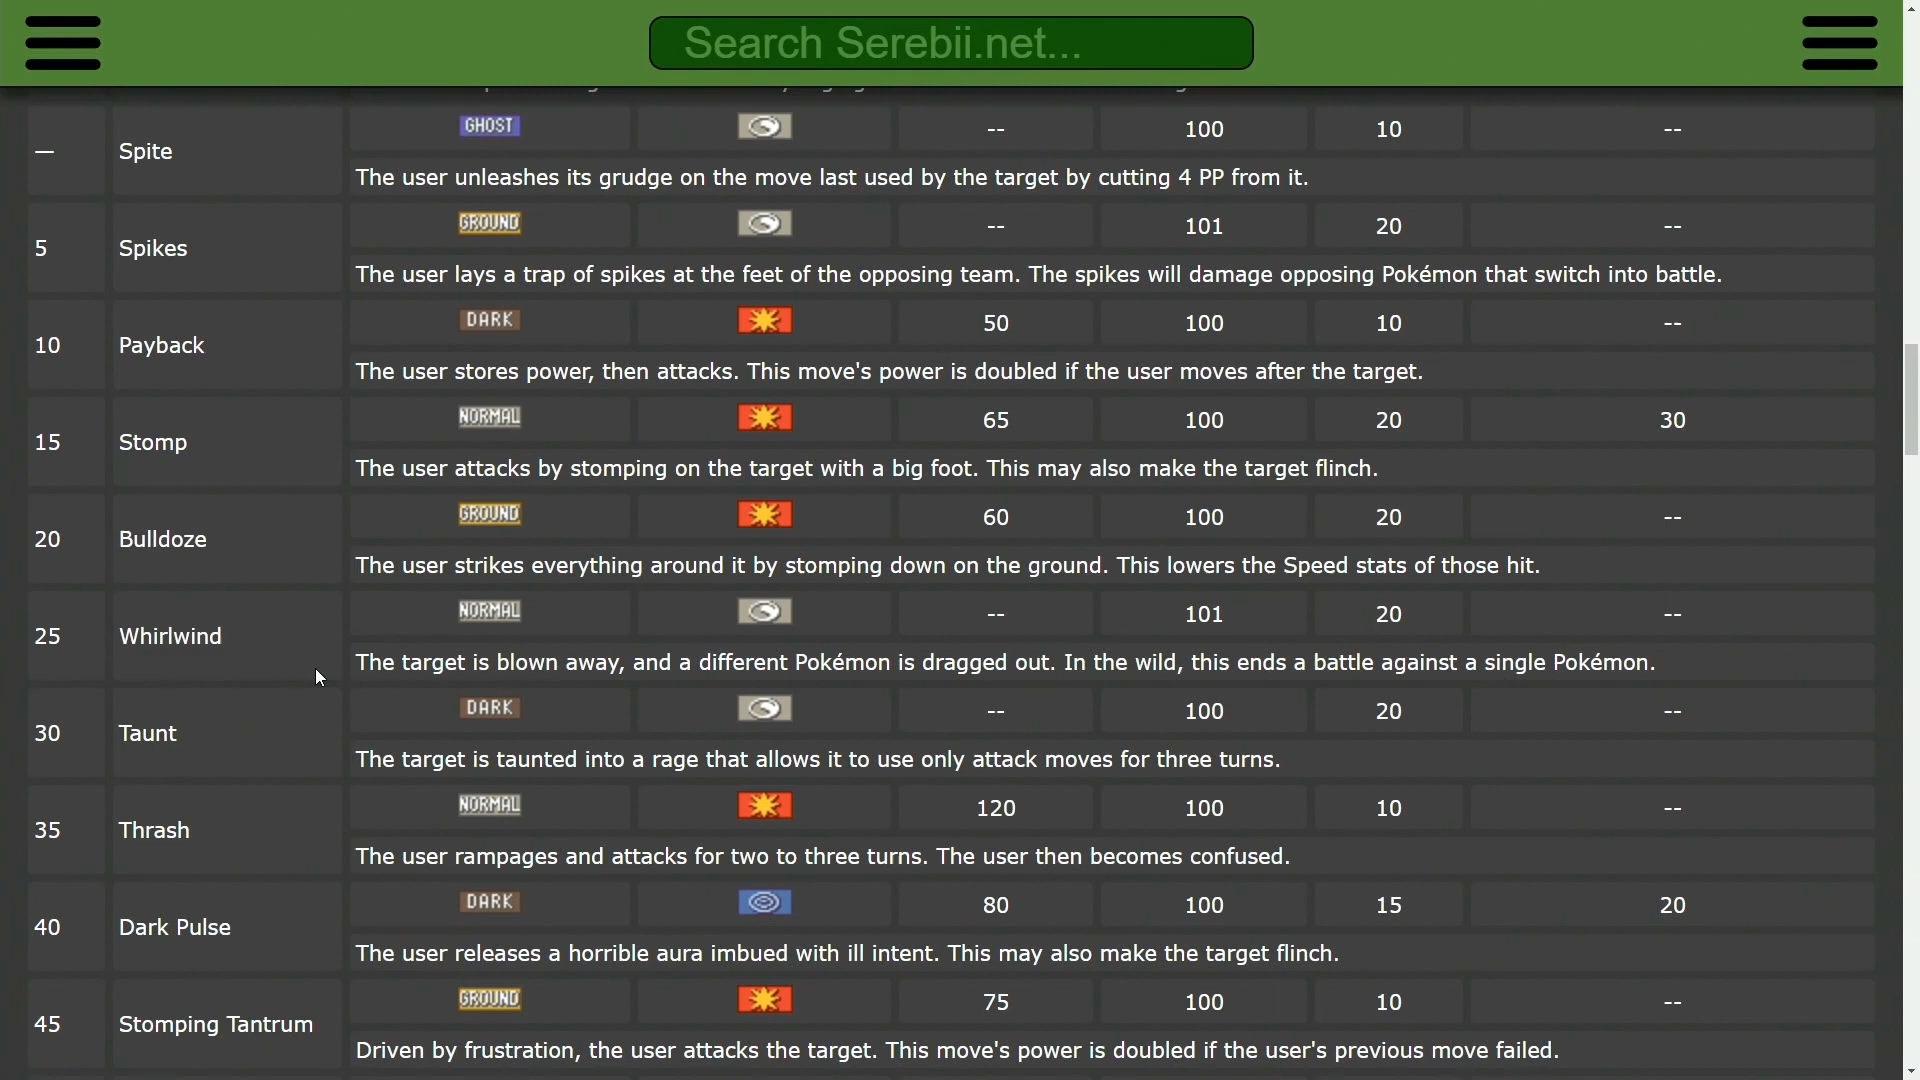 Search Serebii.net...
— Spite GHOST -- 100 10 --
The user unleashes its grudge on the move last used by the target by cutting 4 PP from it.
5 Spikes GROUND -- 101 20 --
The user lays a trap of spikes at the feet of the opposing team. The spikes will damage opposing Pokémon that switch into battle.
10 Payback DARK 50 100 10 --
The user stores power, then attacks. This move's power is doubled if the user moves after the target.
15 Stomp NORMAL 65 100 20 30
The user attacks by stomping on the target with a big foot. This may also make the target flinch.
20 Bulldoze GROUND 60 100 20 --
The user strikes everything around it by stomping down on the ground. This lowers the Speed stats of those hit.
25 Whirlwind NORMAL -- 101 20 --
The target is blown away, and a different Pokémon is dragged out. In the wild, this ends a battle against a single Pokémon.
30 Taunt DARK -- 100 20 --
The target is taunted into a rage that allows it to use only attack moves for three turns.
35 Thrash NORMAL 120 100 10 --
The user rampages and attacks for two to three turns. The user then becomes confused.
40 Dark Pulse DARK 80 100 15 20
The user releases a horrible aura imbued with ill intent. This may also make the target flinch.
45 Stomping Tantrum GROUND 75 100 10 --
Driven by frustration, the user attacks the target. This move's power is doubled if the user's previous move failed.